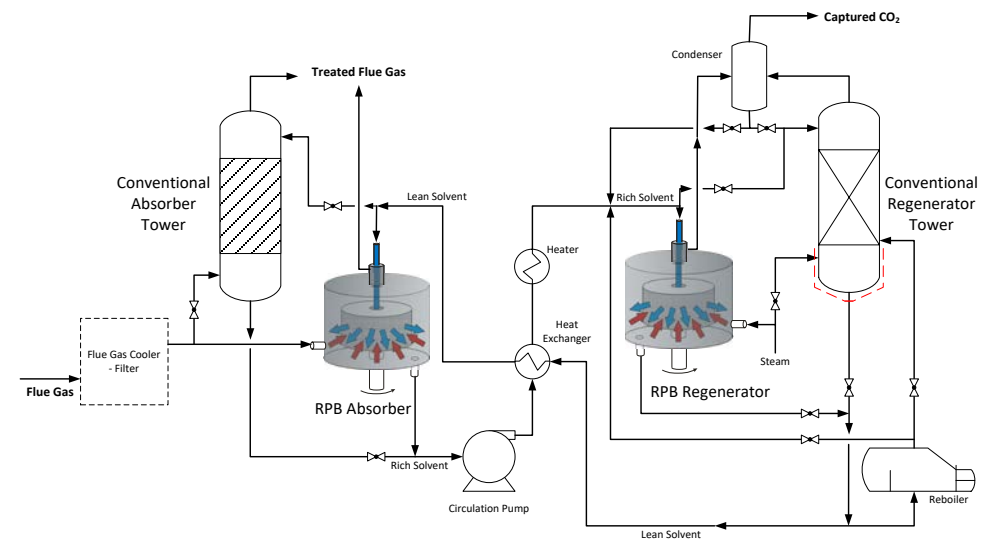 Captured CO₂
Condenser
Treated Flue Gas
Conventional
Absorber
Tower
Lean Solvent
Rich Solvent
Conventional
Regenerator
Tower
Heater
Heat
Exchanger
Flue Gas Cooler
- Filter
Flue Gas
Steam
RPB Absorber
RPB Regenerator
Rich Solvent
Circulation Pump
Reboiler
Lean Solvent